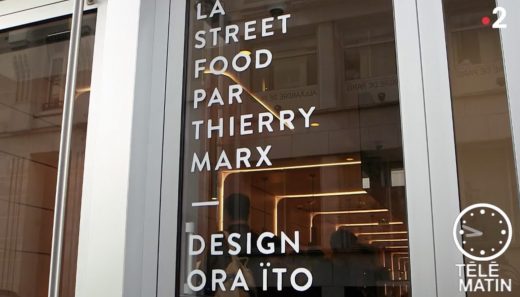 LA
STREET
FOOD
PAR
THIERRY
MARX
—
DESIGN
ORA ÏTO
2
TÉLÉ
MATIN